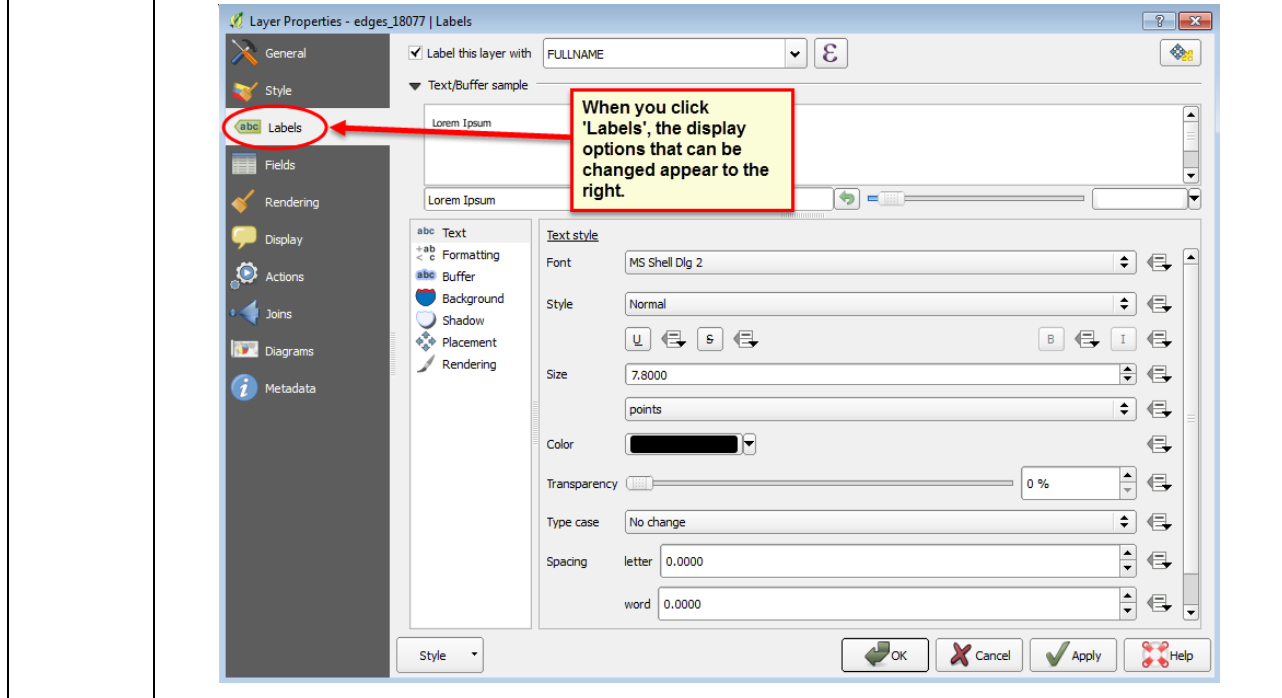 Layer Properties - edges_18077 | Labels
General
Style
abc Labels
Fields
Rendering
Display
Actions
Joins
Diagrams
Metadata
Label this layer with FULLNAME ε
Text/Buffer sample
Lorem Ipsum
When you click
'Labels', the display
options that can be
changed appear to the
right.
Lorem Ipsum
abc Text
+ab < c Formatting
abc Buffer
Background
Shadow
Placement
Rendering
Text style
Font MS Shell Dlg 2
Style Normal
U S B I
Size 7.8000
points
Color
Transparency 0 %
Type case No change
Spacing letter 0.0000
word 0.0000
Style OK Cancel Apply Help